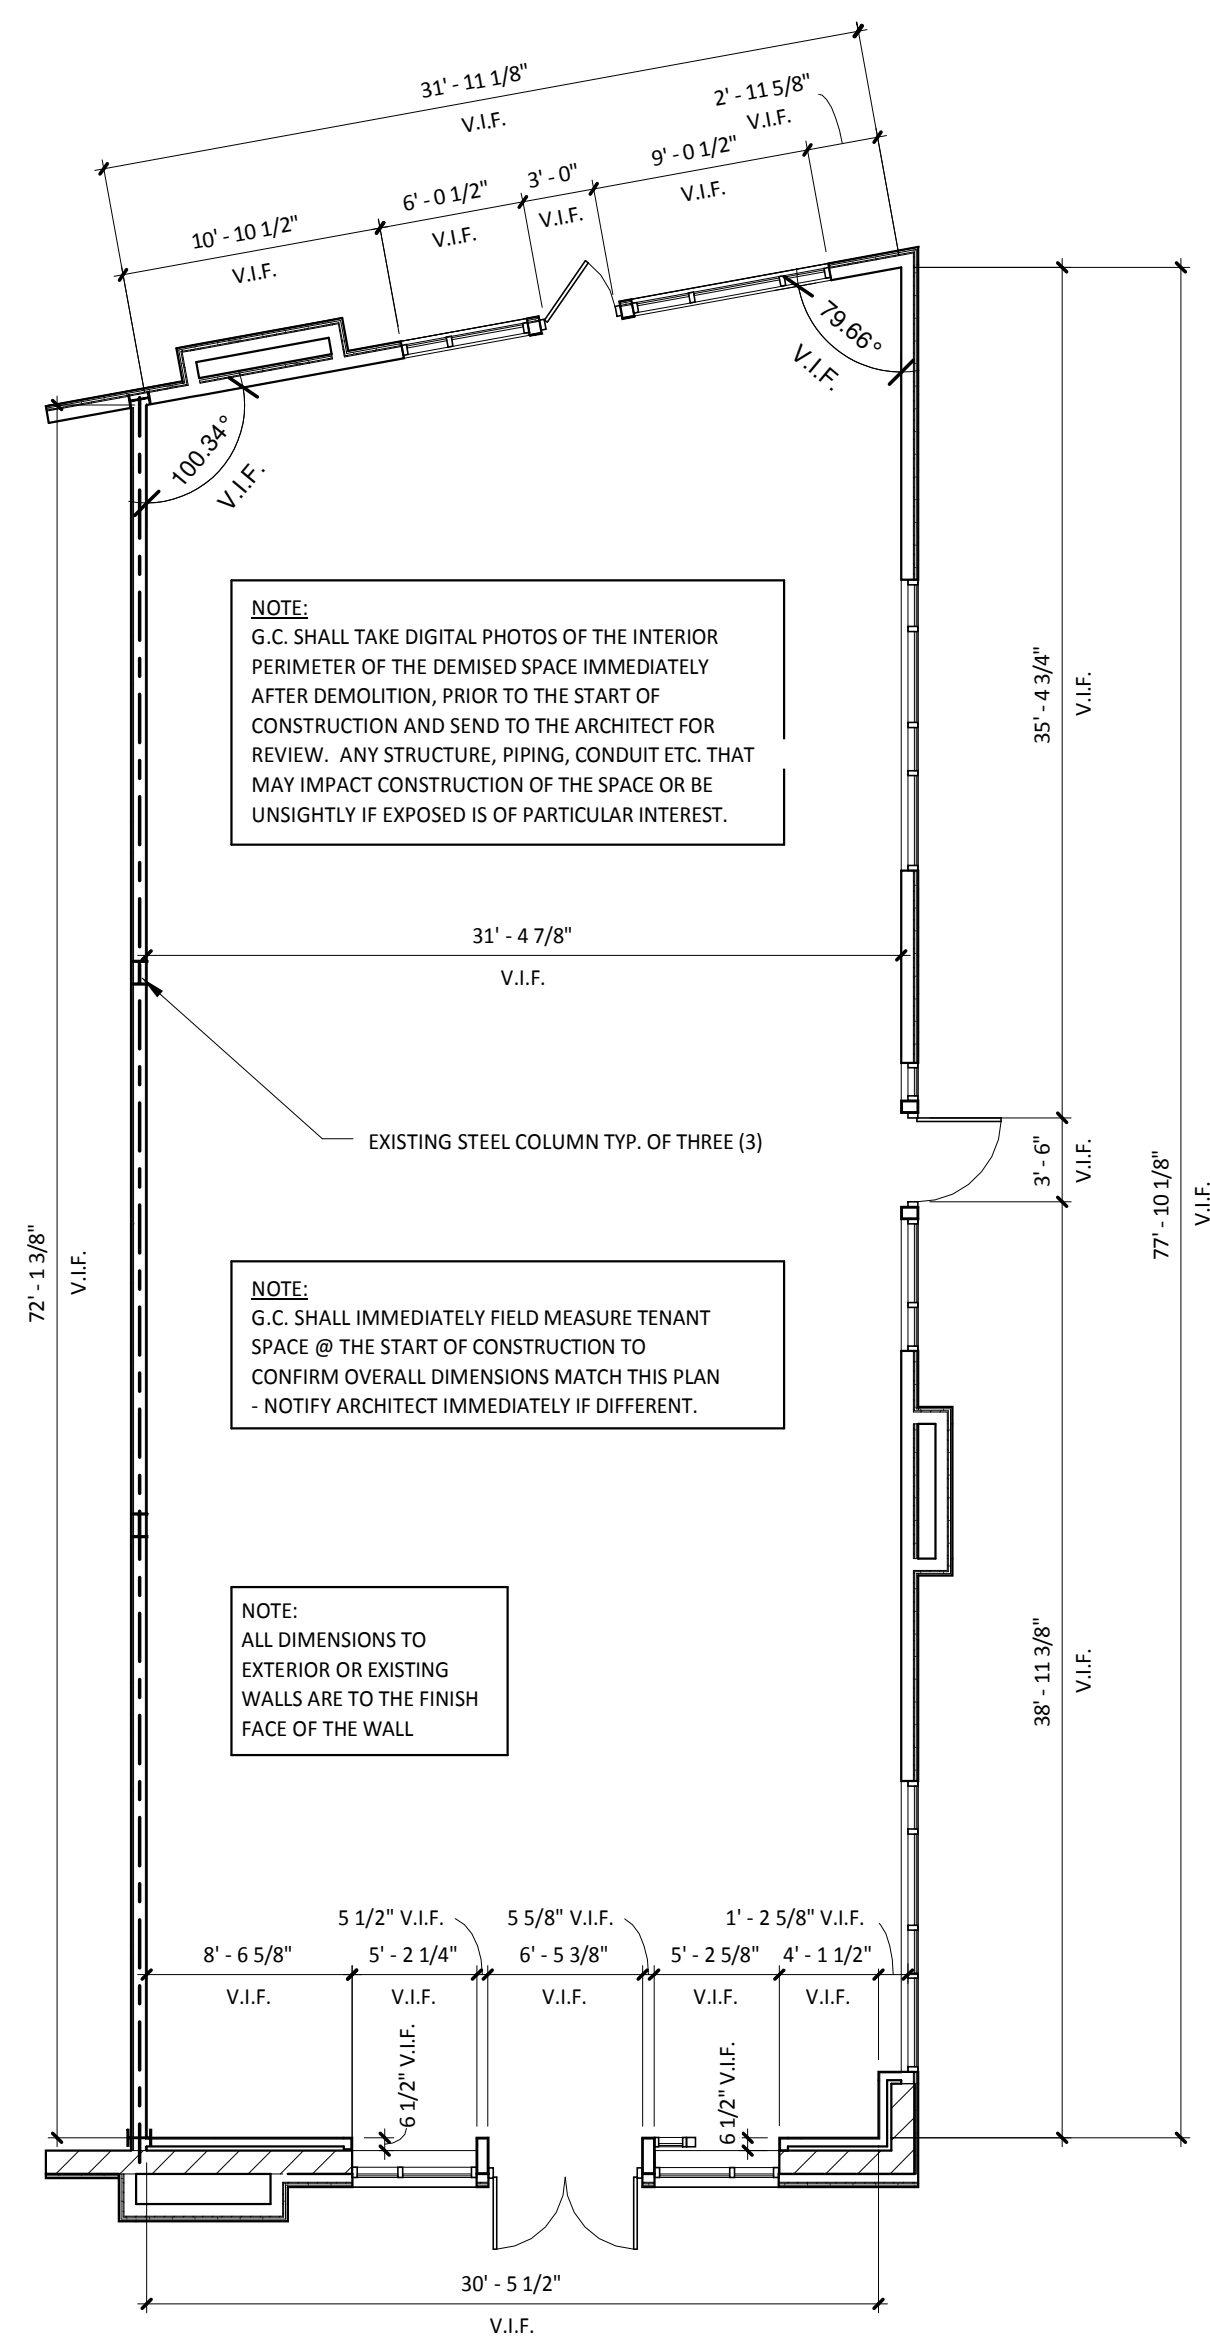 31' - 11 1/8"
V.I.F.
2' - 11 5/8"
V.I.F.
9' - 0 1/2"
V.I.F.
3' - 0"
V.I.F.
6' - 0 1/2"
V.I.F.
10' - 10 1/2"
V.I.F.
79.66°
V.I.F.
100.34°
V.I.F.
NOTE:
G.C. SHALL TAKE DIGITAL PHOTOS OF THE INTERIOR
PERIMETER OF THE DEMISED SPACE IMMEDIATELY
AFTER DEMOLITION, PRIOR TO THE START OF
CONSTRUCTION AND SEND TO THE ARCHITECT FOR
REVIEW. ANY STRUCTURE, PIPING, CONDUIT ETC. THAT
MAY IMPACT CONSTRUCTION OF THE SPACE OR BE
UNSIGHTLY IF EXPOSED IS OF PARTICULAR INTEREST.
35' - 4 3/4"
V.I.F.
31' - 4 7/8"
V.I.F.
EXISTING STEEL COLUMN TYP. OF THREE (3)
3' - 6"
V.I.F.
77' - 10 1/8"
V.I.F.
72' - 1 3/8"
V.I.F.
NOTE:
G.C. SHALL IMMEDIATELY FIELD MEASURE TENANT
SPACE @ THE START OF CONSTRUCTION TO
CONFIRM OVERALL DIMENSIONS MATCH THIS PLAN
- NOTIFY ARCHITECT IMMEDIATELY IF DIFFERENT.
NOTE:
ALL DIMENSIONS TO
EXTERIOR OR EXISTING
WALLS ARE TO THE FINISH
FACE OF THE WALL
38' - 11 3/8"
V.I.F.
5 1/2" V.I.F.
5 5/8" V.I.F.
1' - 2 5/8" V.I.F.
8' - 6 5/8"
V.I.F.
5' - 2 1/4"
V.I.F.
6' - 5 3/8"
V.I.F.
5' - 2 5/8"
V.I.F.
4' - 1 1/2"
V.I.F.
6 1/2" V.I.F.
6 1/2" V.I.F.
30' - 5 1/2"
V.I.F.